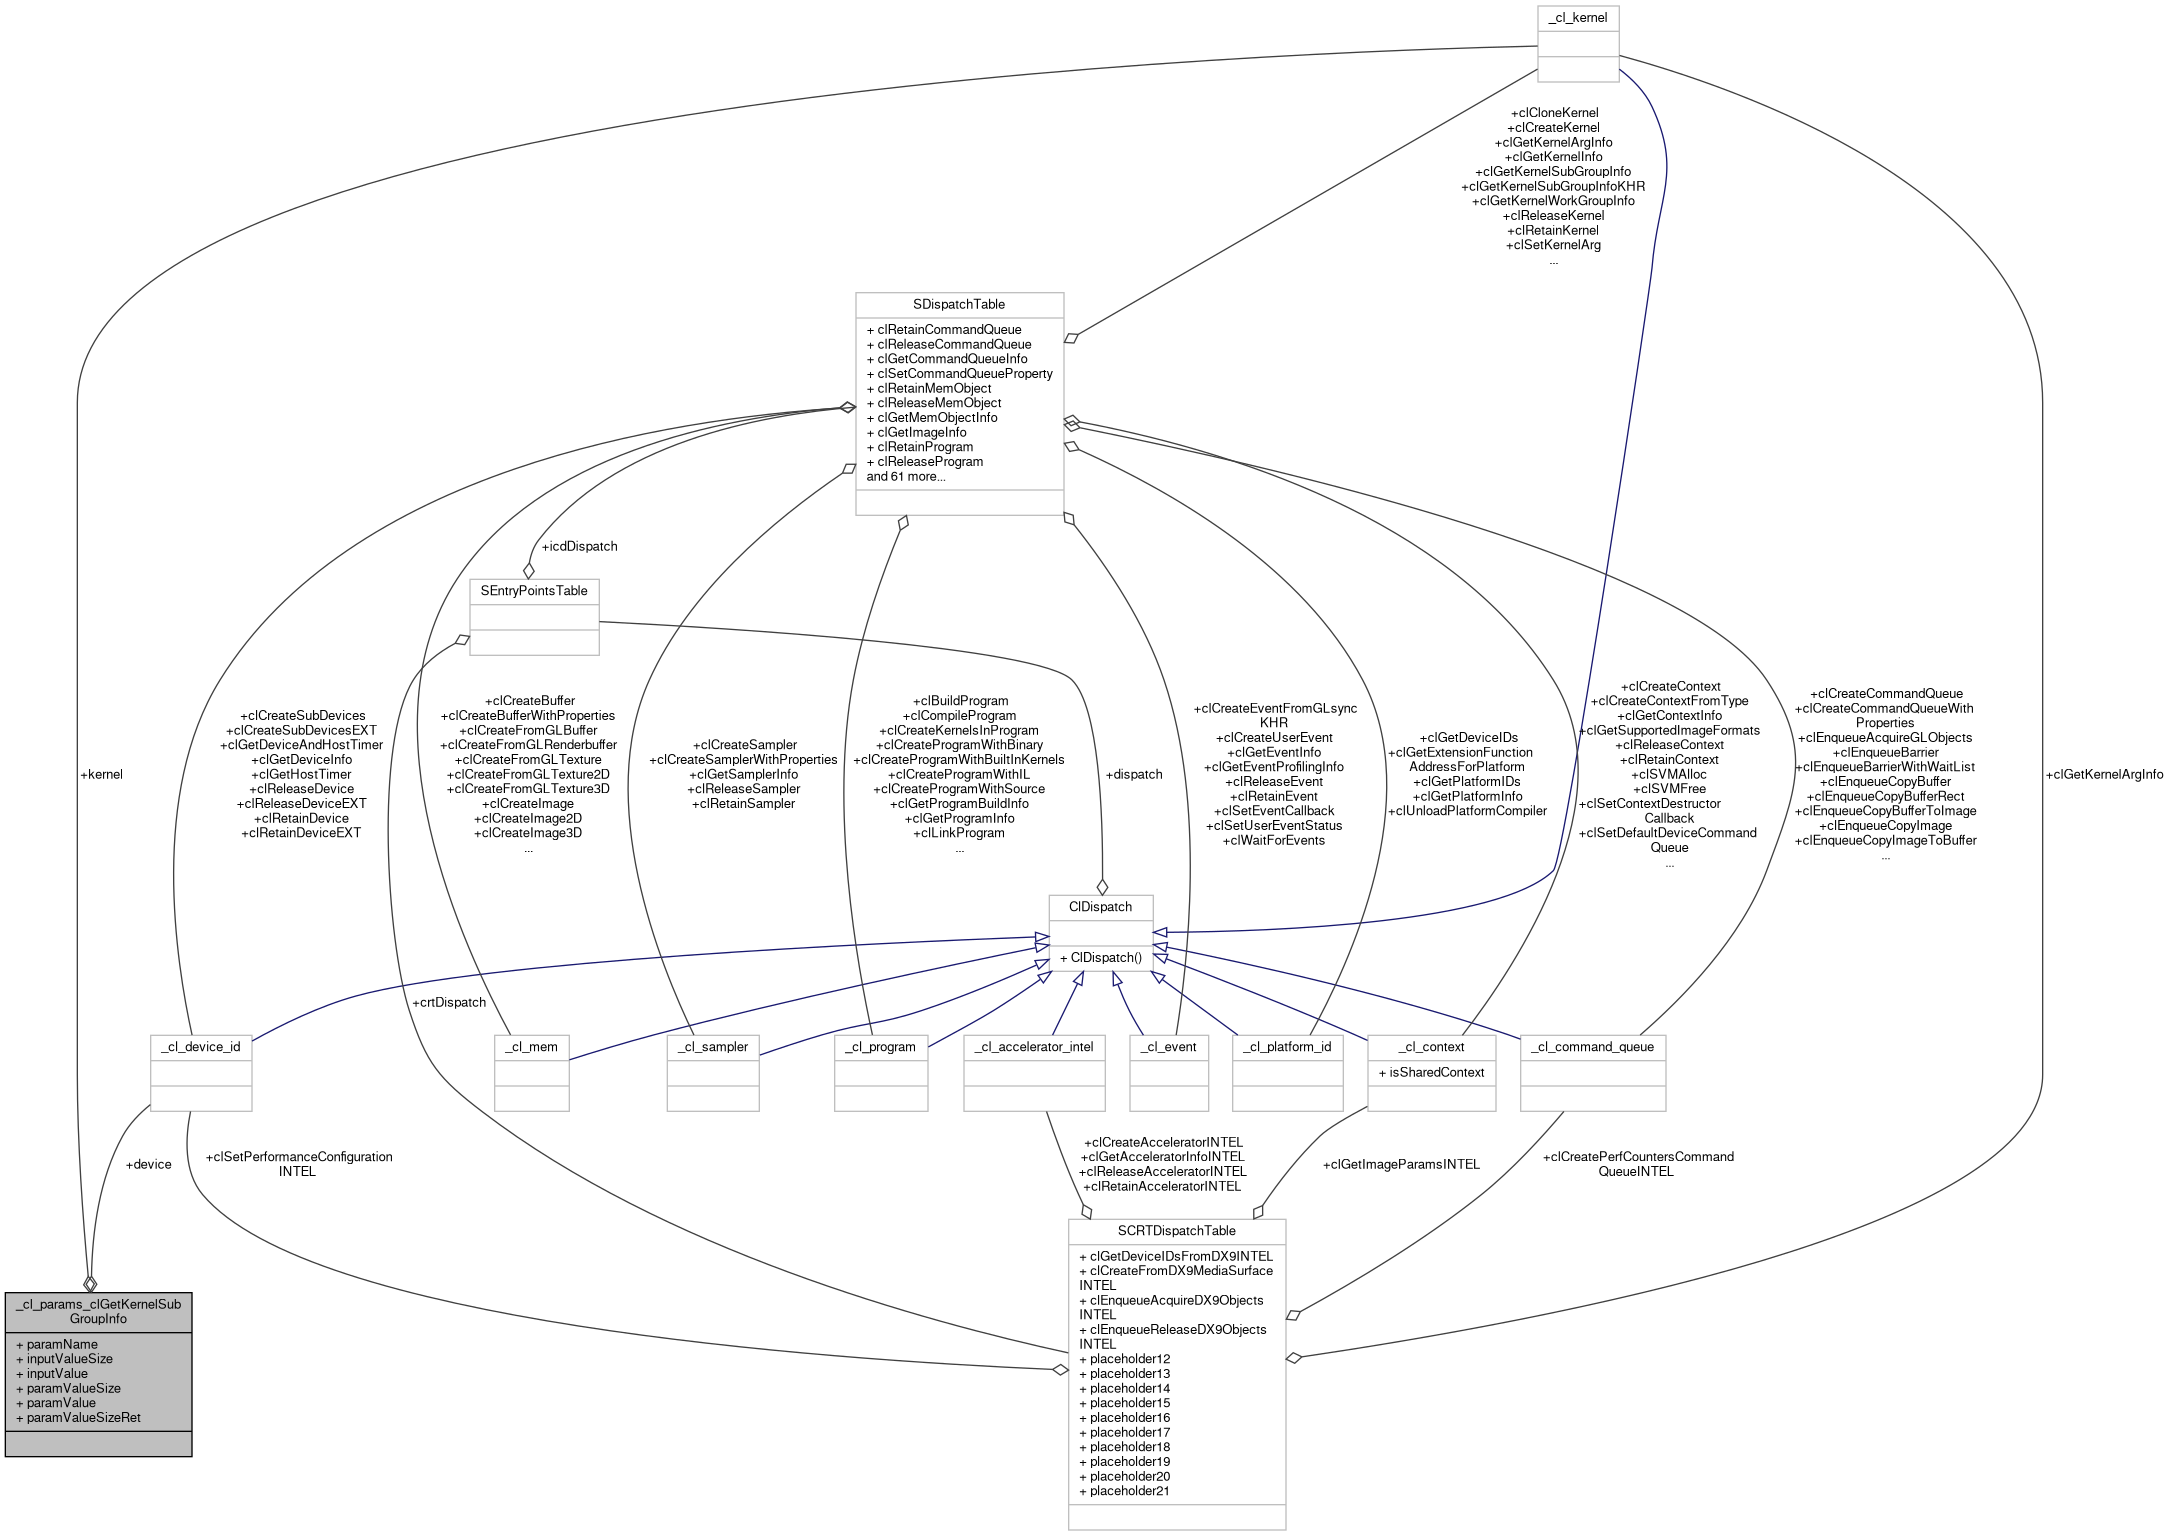 _cl_kernel
+clCloneKernel
+clCreateKernel
+clGetKernelArgInfo
+clGetKernelInfo
+clGetKernelSubGroupInfo
+clGetKernelSubGroupInfoKHR
+clGetKernelWorkGroupInfo
+clReleaseKernel
+clRetainKernel
+clSetKernelArg
...
SDispatchTable
+ clRetainCommandQueue
+ clReleaseCommandQueue
+ clGetCommandQueueInfo
+ clSetCommandQueueProperty
+ clRetainMemObject
+ clReleaseMemObject
+ clGetMemObjectInfo
+ clGetImageInfo
+ clRetainProgram
+ clReleaseProgram
and 61 more...
+icdDispatch
SEntryPointsTable
+kernel
+clCreateSubDevices
+clCreateSubDevicesEXT
+clGetDeviceAndHostTimer
+clGetDeviceInfo
+clGetHostTimer
+clReleaseDevice
+clReleaseDeviceEXT
+clRetainDevice
+clRetainDeviceEXT
+clCreateBuffer
+clCreateBufferWithProperties
+clCreateFromGLBuffer
+clCreateFromGLRenderbuffer
+clCreateFromGLTexture
+clCreateFromGLTexture2D
+clCreateFromGLTexture3D
+clCreateImage
+clCreateImage2D
+clCreateImage3D
...
+clCreateSampler
+clCreateSamplerWithProperties
+clGetSamplerInfo
+clReleaseSampler
+clRetainSampler
+clBuildProgram
+clCompileProgram
+clCreateKernelsInProgram
+clCreateProgramWithBinary
+clCreateProgramWithBuiltInKernels
+clCreateProgramWithIL
+clCreateProgramWithSource
+clGetProgramBuildInfo
+clGetProgramInfo
+clLinkProgram
...
+dispatch
+clCreateEventFromGLsync
KHR
+clCreateUserEvent
+clGetEventInfo
+clGetEventProfilingInfo
+clReleaseEvent
+clRetainEvent
+clSetEventCallback
+clSetUserEventStatus
+clWaitForEvents
+clGetDeviceIDs
+clGetExtensionFunction
AddressForPlatform
+clGetPlatformIDs
+clGetPlatformInfo
+clUnloadPlatformCompiler
+clCreateContext
+clCreateContextFromType
+clGetContextInfo
+clGetSupportedImageFormats
+clReleaseContext
+clRetainContext
+clSVMAlloc
+clSVMFree
+clSetContextDestructor
Callback
+clSetDefaultDeviceCommand
Queue
...
+clCreateCommandQueue
+clCreateCommandQueueWith
Properties
+clEnqueueAcquireGLObjects
+clEnqueueBarrier
+clEnqueueBarrierWithWaitList
+clEnqueueCopyBuffer
+clEnqueueCopyBufferRect
+clEnqueueCopyBufferToImage
+clEnqueueCopyImage
+clEnqueueCopyImageToBuffer
...
+clGetKernelArgInfo
ClDispatch
+ ClDispatch()
+crtDispatch
_cl_device_id
_cl_mem
_cl_sampler
_cl_program
_cl_accelerator_intel
_cl_event
_cl_platform_id
_cl_context
+ isSharedContext
_cl_command_queue
+device
+clSetPerformanceConfiguration
INTEL
+clCreateAcceleratorINTEL
+clGetAcceleratorInfoINTEL
+clReleaseAcceleratorINTEL
+clRetainAcceleratorINTEL
+clGetImageParamsINTEL
+clCreatePerfCountersCommand
QueueINTEL
_cl_params_clGetKernelSub
GroupInfo
+ paramName
+ inputValueSize
+ inputValue
+ paramValueSize
+ paramValue
+ paramValueSizeRet
SCRTDispatchTable
+ clGetDeviceIDsFromDX9INTEL
+ clCreateFromDX9MediaSurface
INTEL
+ clEnqueueAcquireDX9Objects
INTEL
+ clEnqueueReleaseDX9Objects
INTEL
+ placeholder12
+ placeholder13
+ placeholder14
+ placeholder15
+ placeholder16
+ placeholder17
+ placeholder18
+ placeholder19
+ placeholder20
+ placeholder21